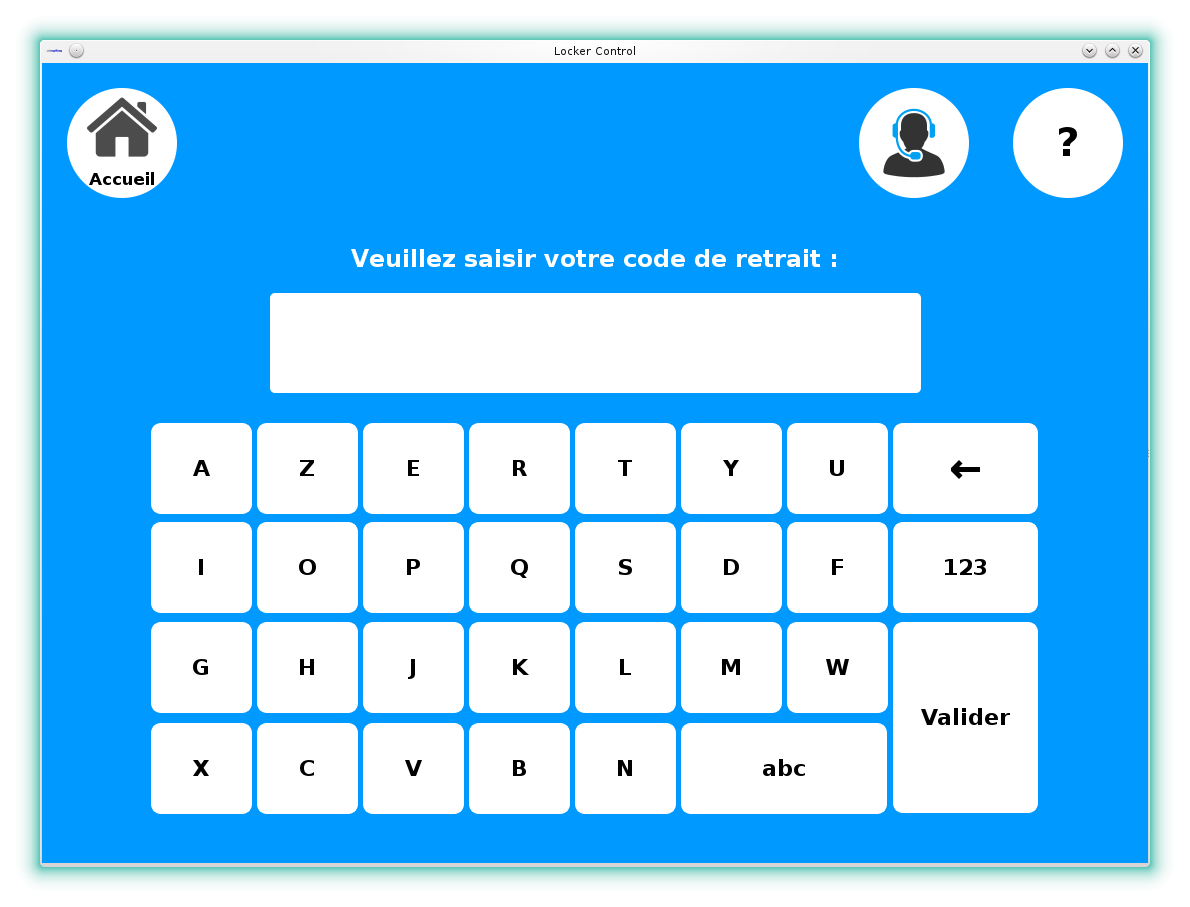 Locker Control
Accueil
?
Veuillez saisir votre code de retrait :
A Z E R T Y U ←
I O P Q S D F 123
G H J K L M W
Valider
X C V B N abc